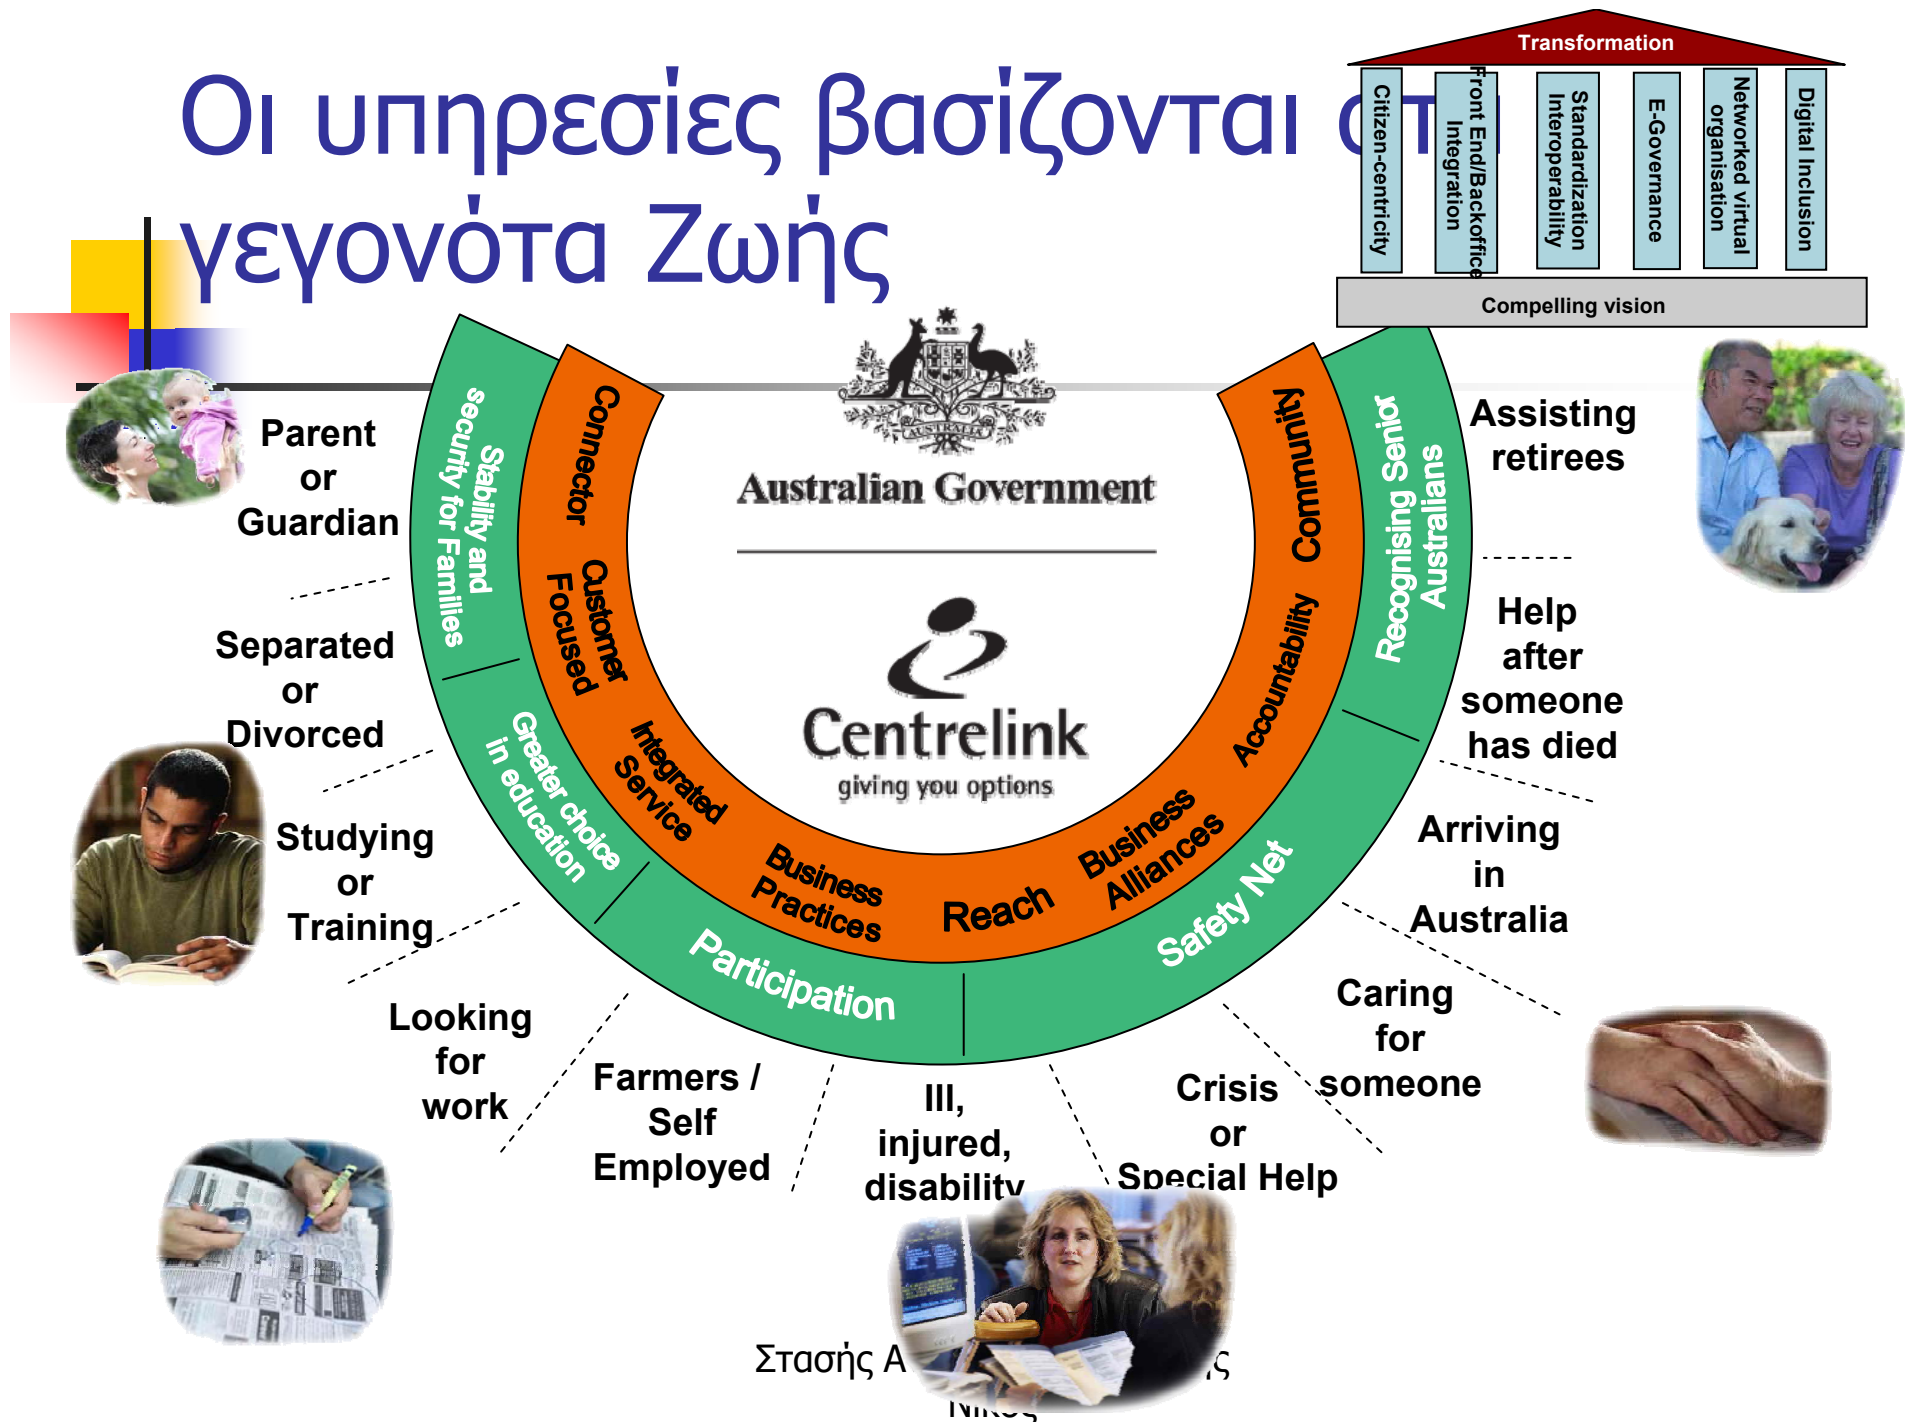 Οι υπηρεσίες βασίζονται
γεγονότα Ζωής
Transformation
Citizen-centricity
Front End/Backoffice
Integration
Standardization
Interoperability
E-Governance
Networked virtual
organisation
Digital Inclusion
Compelling vision
AUSTRALIA
Australian Government
Centrelink
giving you options
Connector
Customer
Focused
Integrated
Service
Business
Practices
Reach
Business
Alliances
Accountability
Community
Stability and
security for Families
Greater choice
in education
Participation
Safety Net
Recognising Senior
Australians
Parent
or
Guardian
Separated
or
Divorced
Studying
or
Training
Looking
for
work
Farmers /
Self
Employed
Ill,
injured,
disability
Crisis
or
Special Help
Caring
for
someone
Arriving
in
Australia
Help
after
someone
has died
Assisting
retirees
Στασής Α
Νίκος